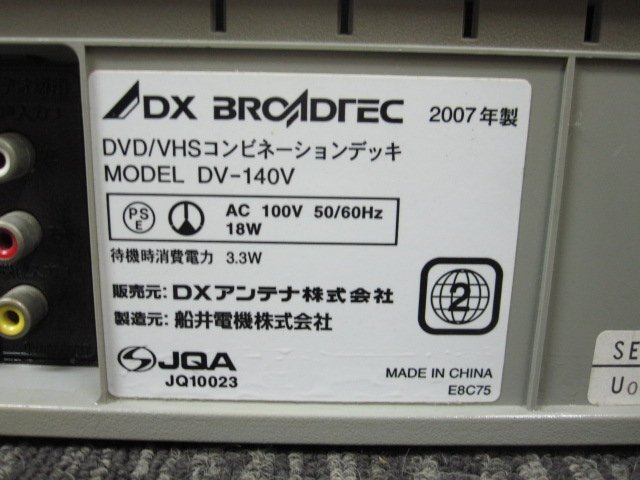 DX BROADTEC 2007年製
DVD/VHSコンビネーションデッキ
MODEL DV-140V
PS
E
AC 100V 50/60Hz
18W
待機時消費電力 3.3W
2
販売元: DXアンテナ株式会社
製造元: 船井電機株式会社
JQA
JQ10023
MADE IN CHINA
E8C75
SE
Uo